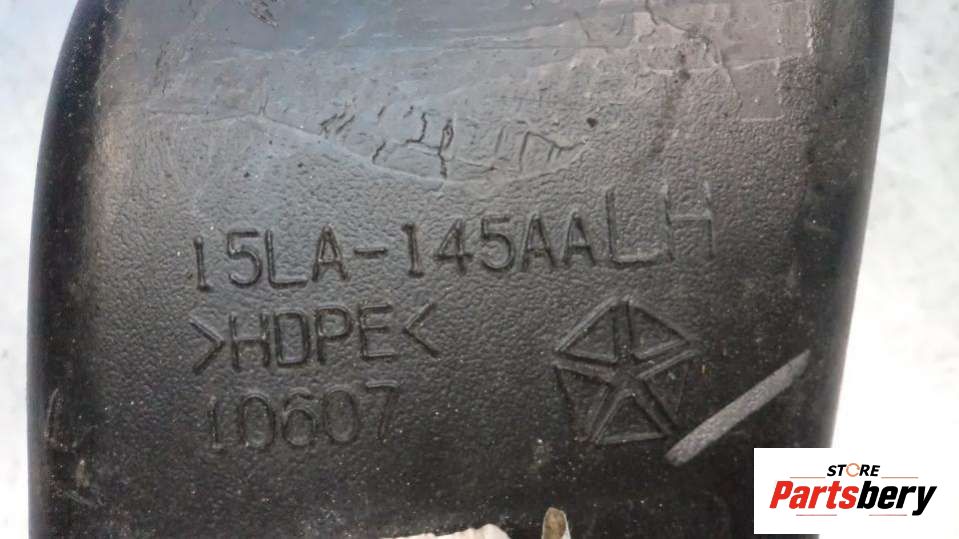 15LA-145AALH
>HDPE<
10607
STORE
Partsbery